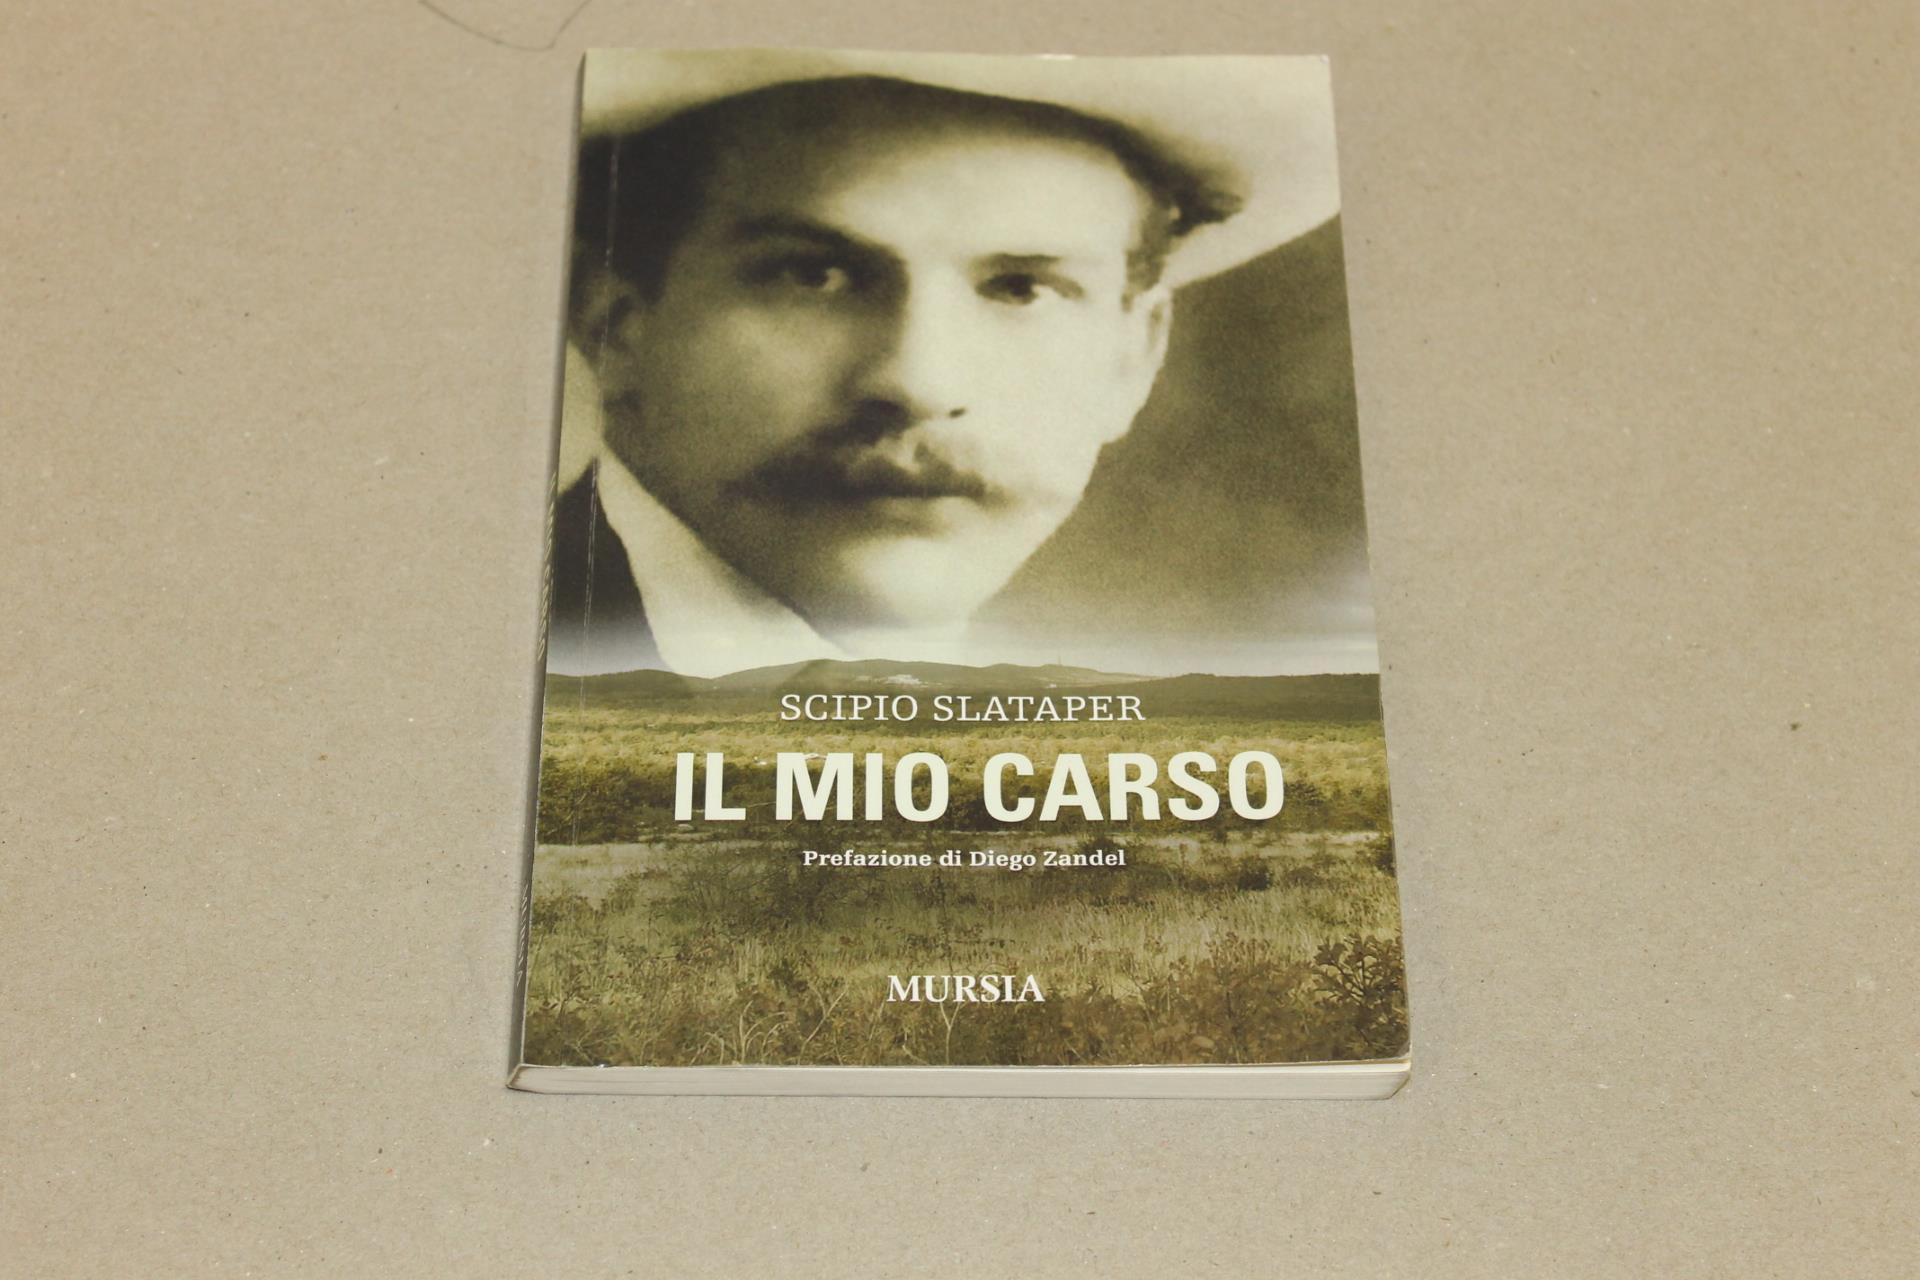 SCIPIO SLATAPER
IL MIO CARSO
Prefazione di Diego Zandel
MURSIA